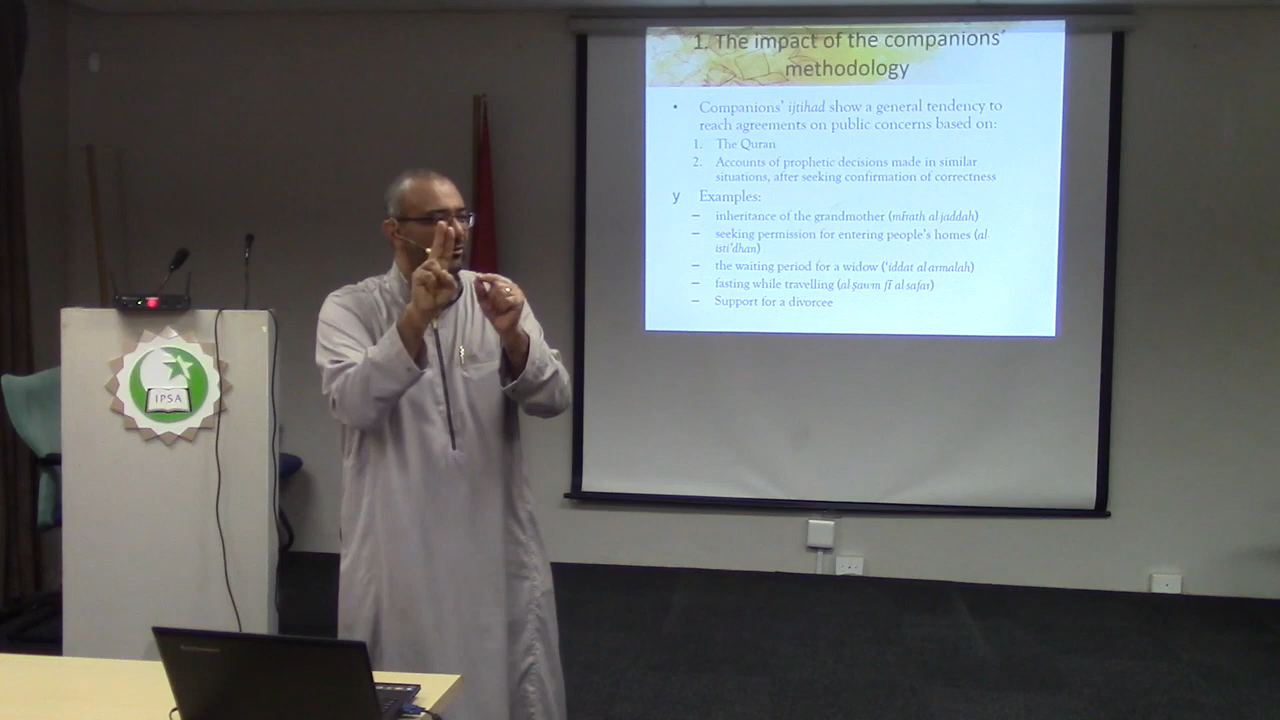 1. The impact of the companions´
methodology
• Companions' ijtihad show a general tendency to
reach agreements on public concerns based on:
1. The Quran
2. Accounts of prophetic decisions made in similar
situations, after seeking confirmation of correctness
y Examples:
– inheritance of the grandmother (mīrath al jaddah)
– seeking permission for entering people's homes (al-
isti'dhan)
– the waiting period for a widow ('iddat al armalah)
– fasting while travelling (al ṣawm fī al safar)
– Support for a divorcee
IPSA